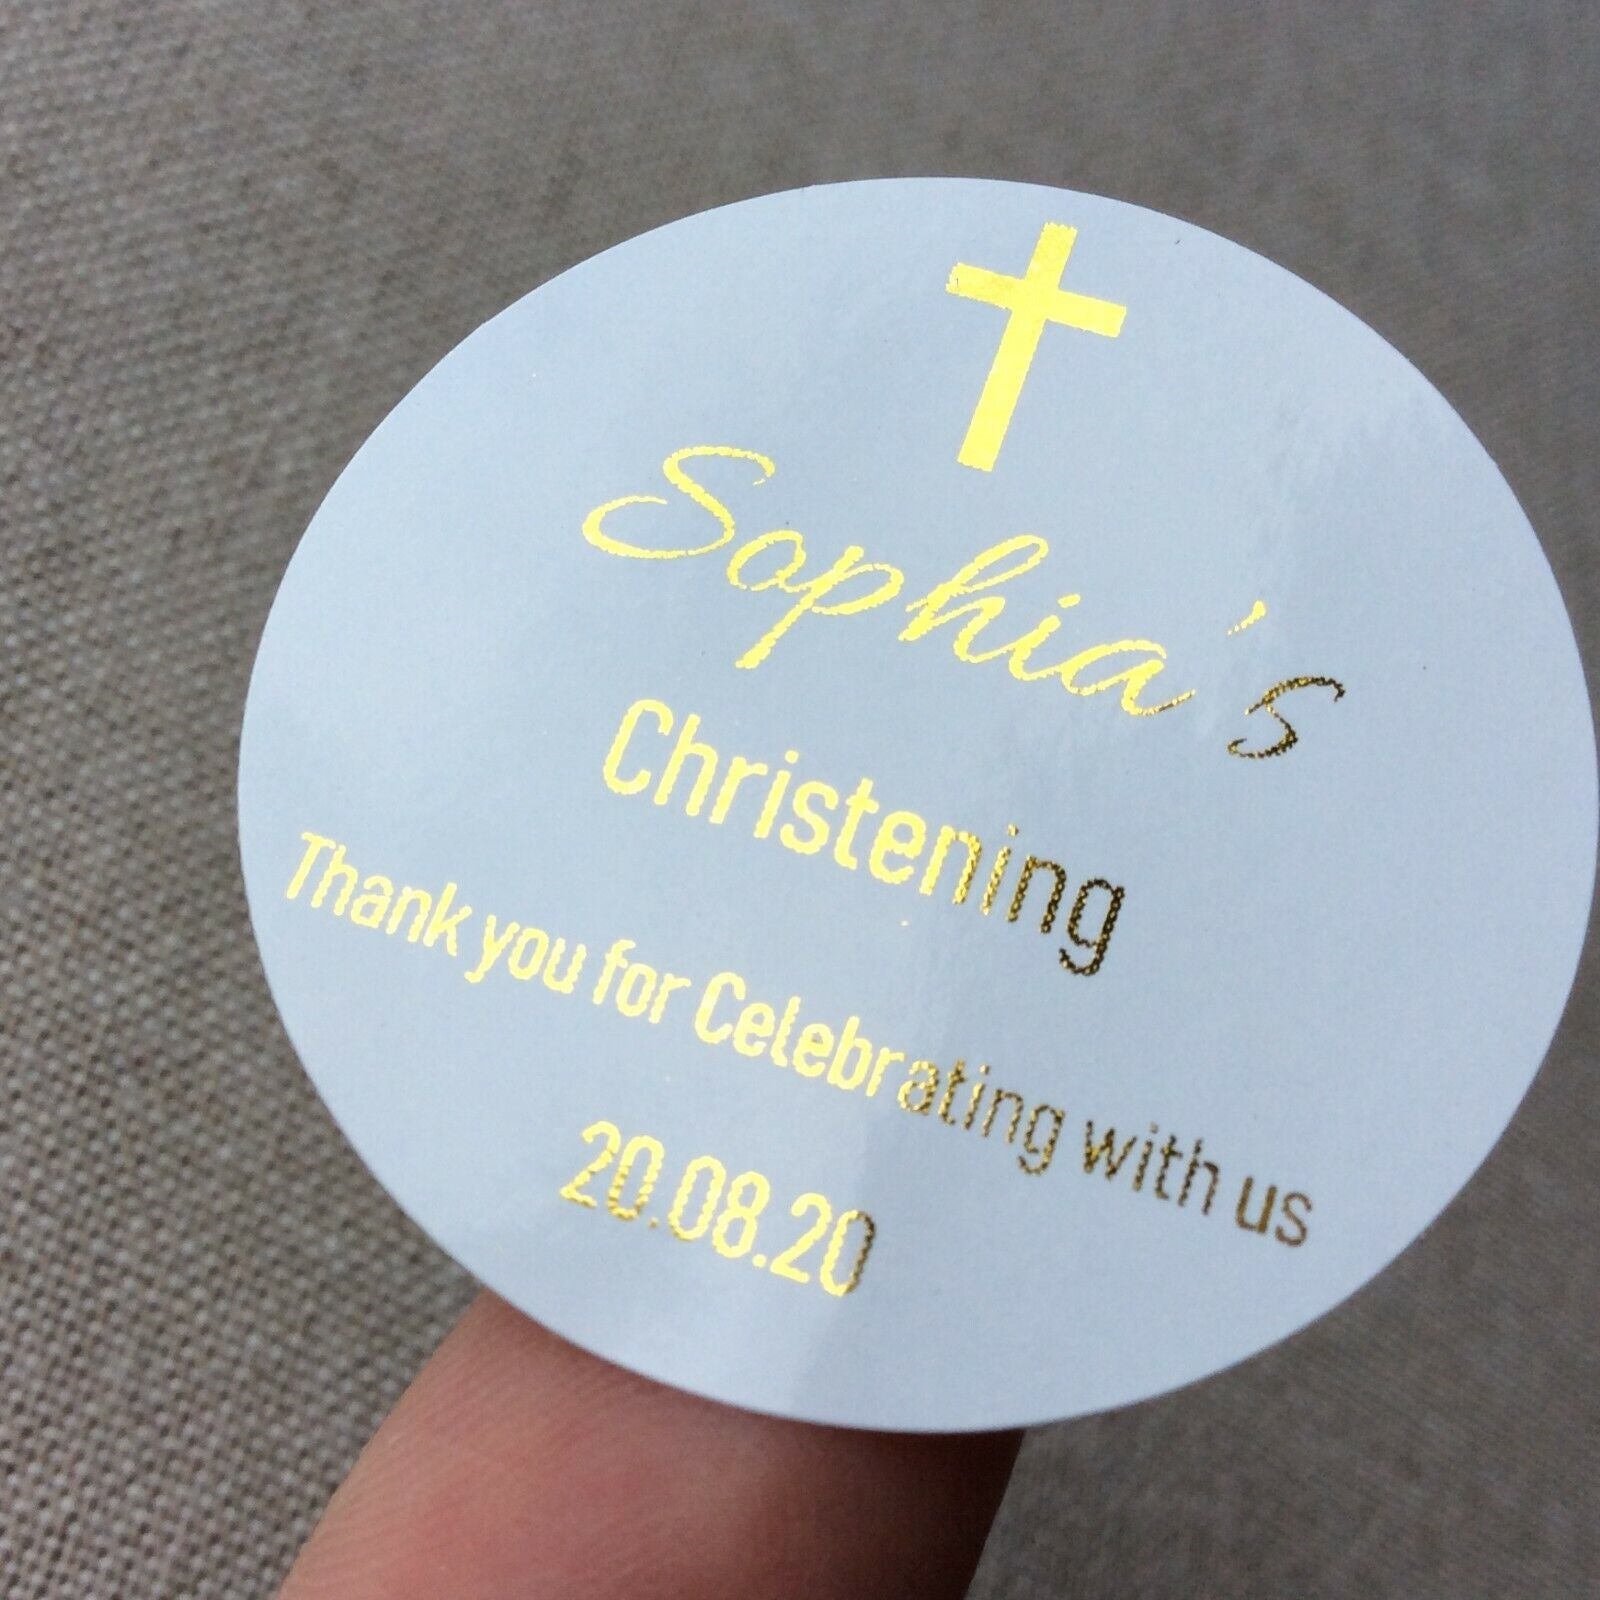 Sophia's
Christening
Thank you for Celebrating with us
20.08.20